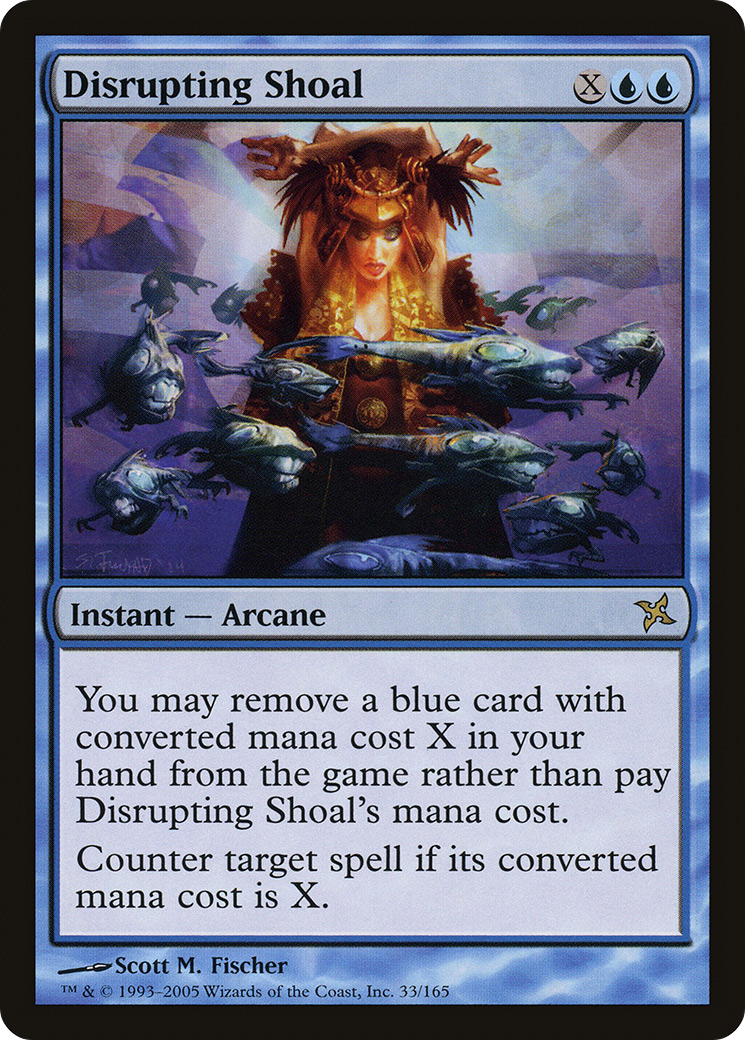 Disrupting Shoal
X
Instant — Arcane
You may remove a blue card with
converted mana cost X in your
hand from the game rather than pay
Disrupting Shoal's mana cost.
Counter target spell if its converted
mana cost is X.
Scott M. Fischer
™ & © 1993–2005 Wizards of the Coast, Inc. 33/165